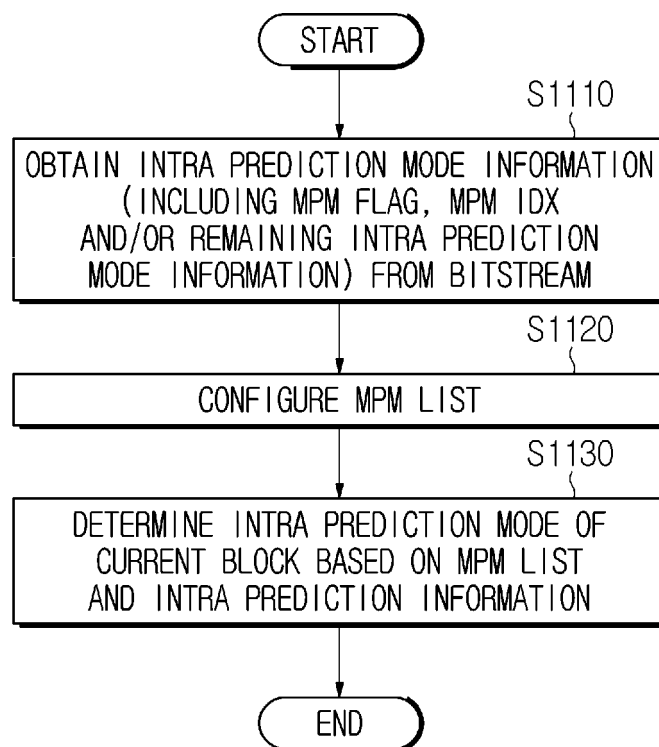 START
S1110
OBTAIN INTRA PREDICTION MODE INFORMATION
(INCLUDING MPM FLAG, MPM IDX
AND/OR REMAINING INTRA PREDICTION
MODE INFORMATION) FROM BITSTREAM
S1120
CONFIGURE MPM LIST
S1130
DETERMINE INTRA PREDICTION MODE OF
CURRENT BLOCK BASED ON MPM LIST
AND INTRA PREDICTION INFORMATION
END